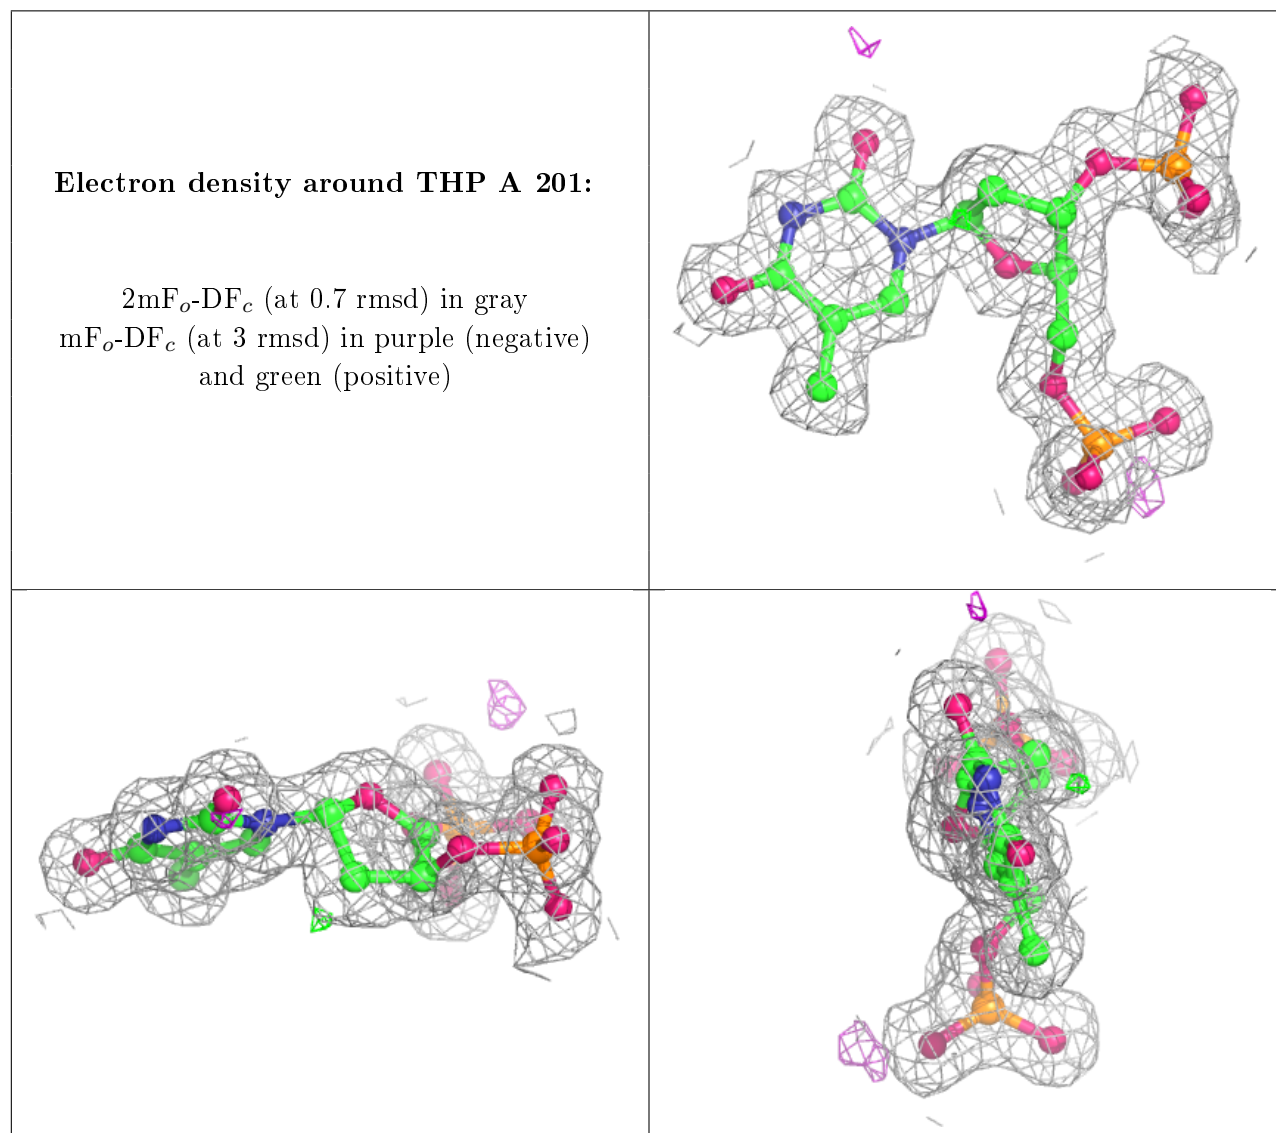 Electron density around THP A 201:
2mFo-DFc (at 0.7 rmsd) in gray
mFo-DFc (at 3 rmsd) in purple (negative)
and green (positive)